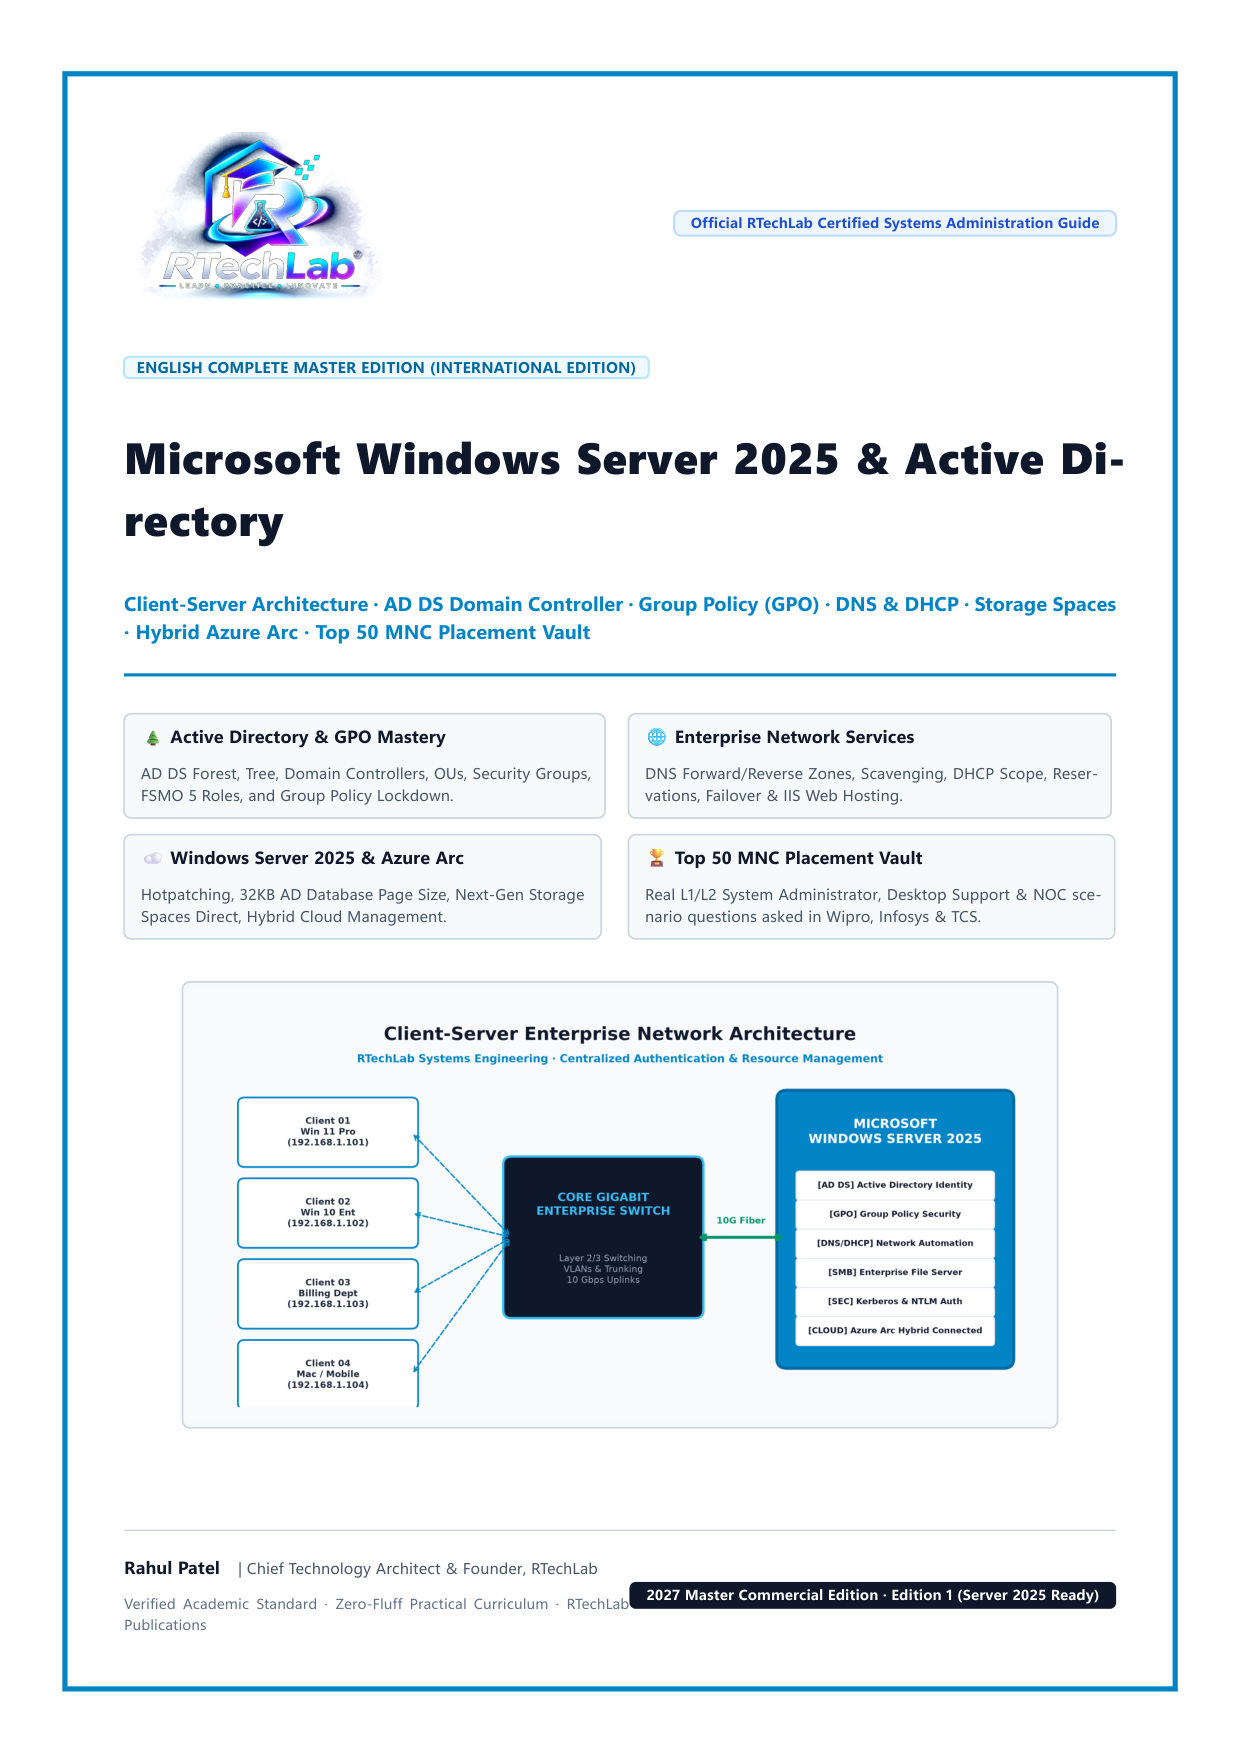 RTechLab
LEARN • PRACTICE • INNOVATE
Official RTechLab Certified Systems Administration Guide
ENGLISH COMPLETE MASTER EDITION (INTERNATIONAL EDITION)
Microsoft Windows Server 2025 & Active Di-
rectory
Client-Server Architecture · AD DS Domain Controller · Group Policy (GPO) · DNS & DHCP · Storage Spaces
· Hybrid Azure Arc · Top 50 MNC Placement Vault
🌲 Active Directory & GPO Mastery
AD DS Forest, Tree, Domain Controllers, OUs, Security Groups,
FSMO 5 Roles, and Group Policy Lockdown.
🌐 Enterprise Network Services
DNS Forward/Reverse Zones, Scavenging, DHCP Scope, Reser-
vations, Failover & IIS Web Hosting.
☁️ Windows Server 2025 & Azure Arc
Hotpatching, 32KB AD Database Page Size, Next-Gen Storage
Spaces Direct, Hybrid Cloud Management.
🏆 Top 50 MNC Placement Vault
Real L1/L2 System Administrator, Desktop Support & NOC sce-
nario questions asked in Wipro, Infosys & TCS.
Client-Server Enterprise Network Architecture
RTechLab Systems Engineering · Centralized Authentication & Resource Management
Client 01
Win 11 Pro
(192.168.1.101)
Client 02
Win 10 Ent
(192.168.1.102)
Client 03
Billing Dept
(192.168.1.103)
Client 04
Mac / Mobile
(192.168.1.104)
CORE GIGABIT
ENTERPRISE SWITCH
Layer 2/3 Switching
VLANs & Trunking
10 Gbps Uplinks
10G Fiber
MICROSOFT
WINDOWS SERVER 2025
[AD DS] Active Directory Identity
[GPO] Group Policy Security
[DNS/DHCP] Network Automation
[SMB] Enterprise File Server
[SEC] Kerberos & NTLM Auth
[CLOUD] Azure Arc Hybrid Connected
Rahul Patel | Chief Technology Architect & Founder, RTechLab
Verified Academic Standard · Zero-Fluff Practical Curriculum · RTechLab
Publications
2027 Master Commercial Edition · Edition 1 (Server 2025 Ready)